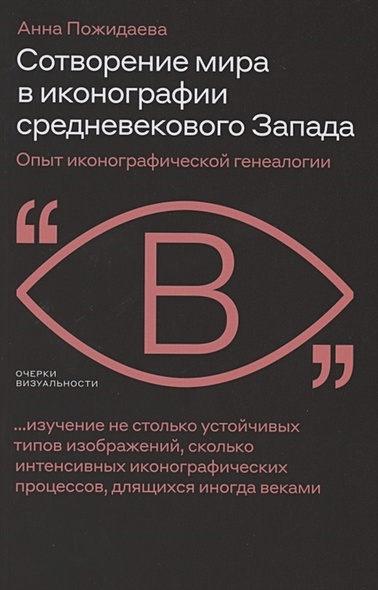 Анна Пожидаева
Сотворение мира
в иконографии
средневекового Запада
Опыт иконографической генеалогии
“
В
”
ОЧЕРКИ
ВИЗУАЛЬНОСТИ
...изучение не столько устойчивых
типов изображений, сколько
интенсивных иконографических
процессов, длящихся иногда веками